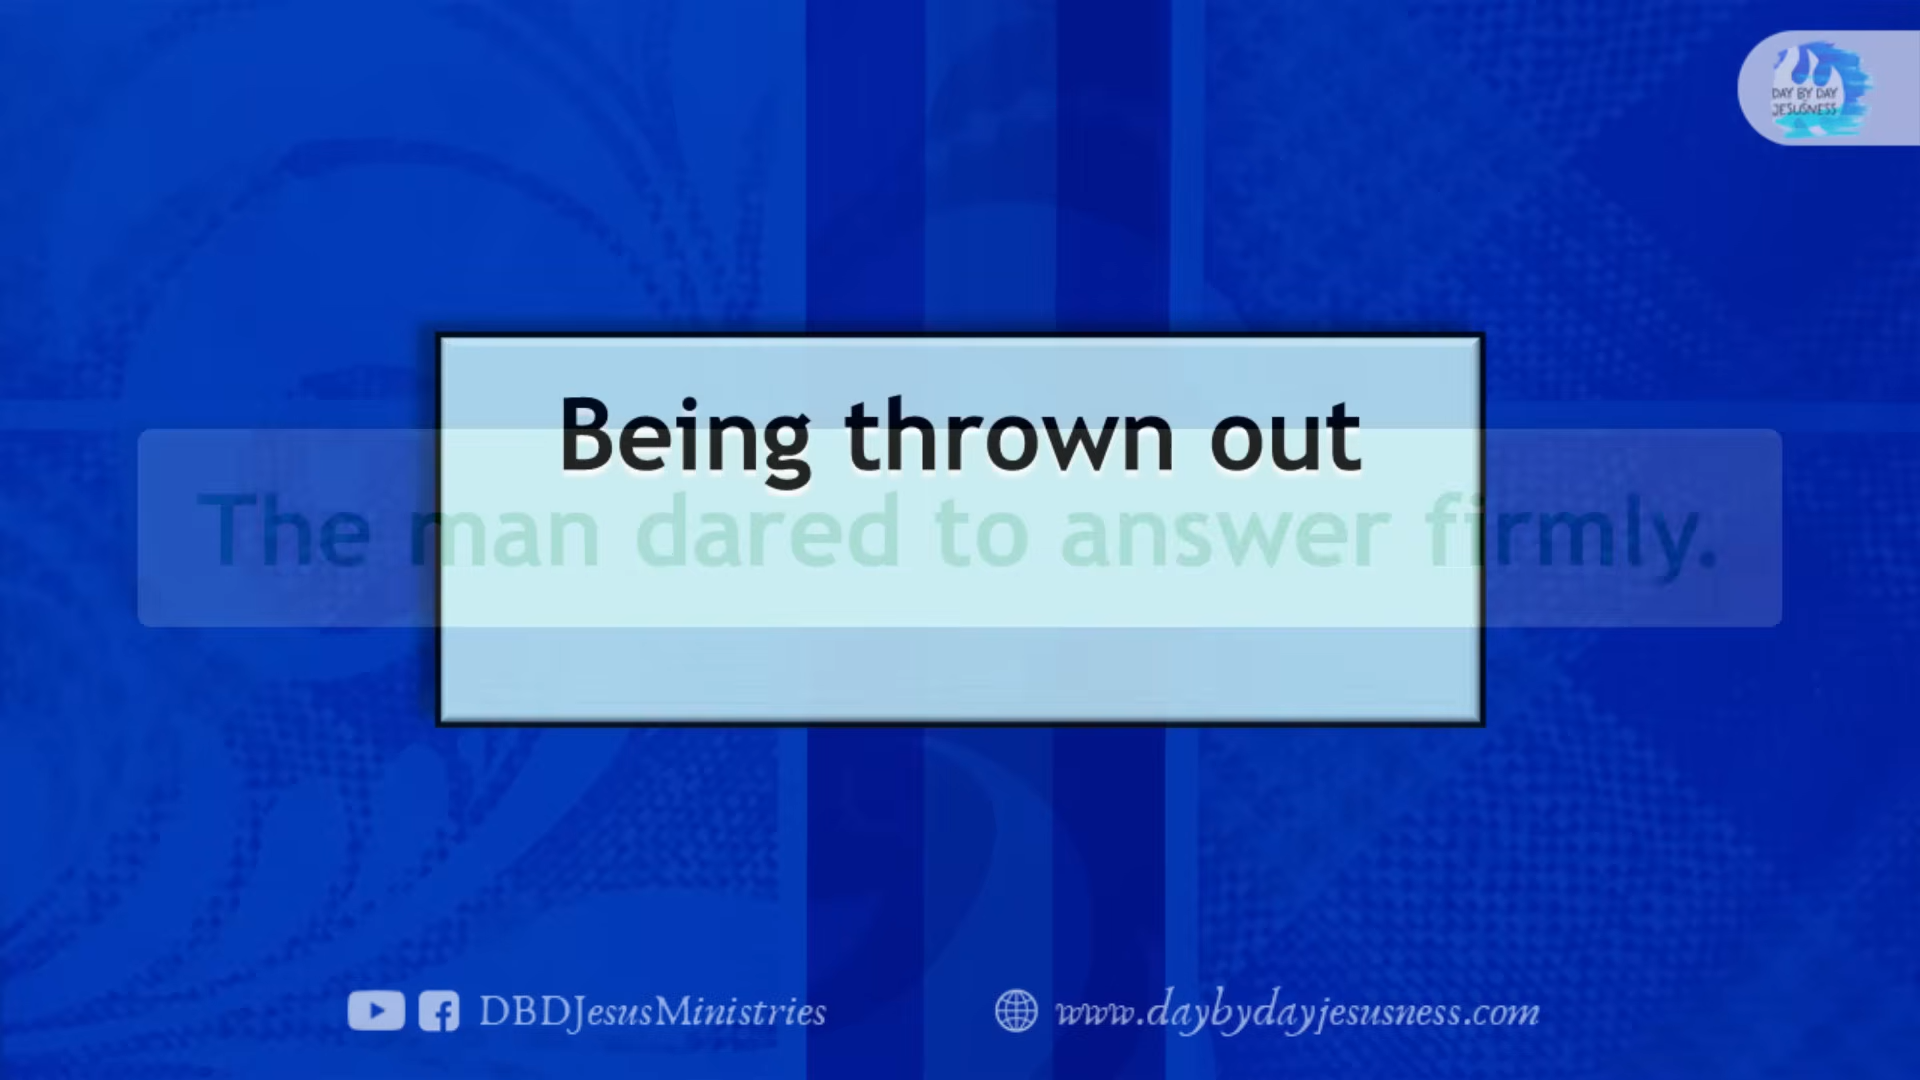 DAY BY DAY
JESUSNESS
Being thrown out
The man dared to answer firmly.
DBDJesusMinistries
www.daybydayjesusness.com